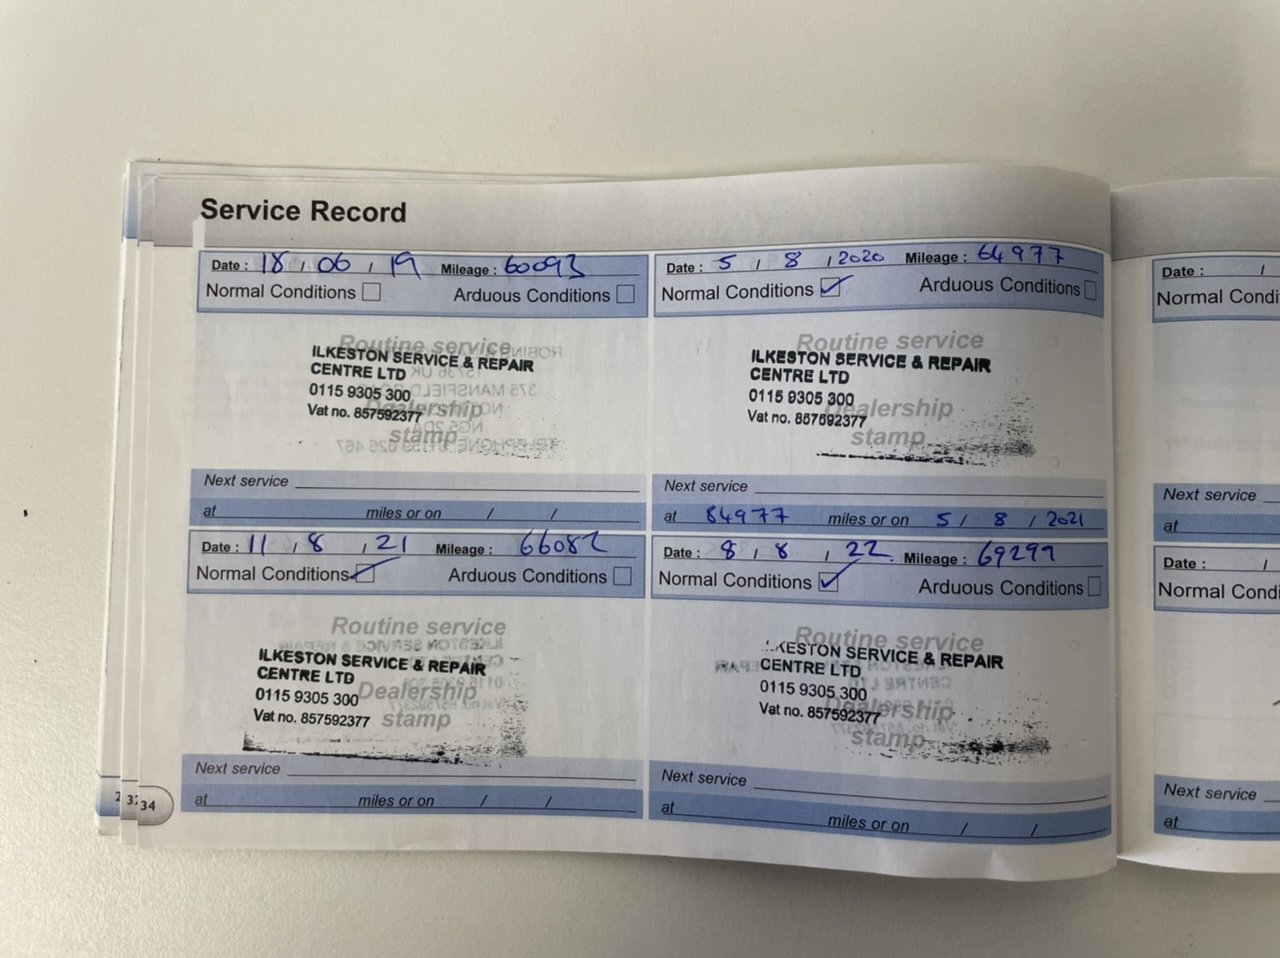 Service Record
Date : 18 / 06 / 19 Mileage : 60093
Normal Conditions Arduous Conditions
Routine service
ILKESTON SERVICE & REPAIR
CENTRE LTD
0115 9305 300
Vat no. 857592377
Dealership
stamp
Next service
at miles or on / /
Date : 5 / 8 / 2020 Mileage : 64977
Normal Conditions Arduous Conditions
Routine service
ILKESTON SERVICE & REPAIR
CENTRE LTD
0115 9305 300
Vat no. 857592377
Dealership
stamp
Next service
at 84977 miles or on 5 / 8 / 2021
Date : 11 / 8 / 21 Mileage : 66082
Normal Conditions Arduous Conditions
Routine service
ILKESTON SERVICE & REPAIR
CENTRE LTD
0115 9305 300
Vat no. 857592377
Dealership
stamp
Next service
at miles or on / /
Date : 8 / 8 / 22. Mileage : 69297
Normal Conditions Arduous Conditions
Routine service
KESTON SERVICE & REPAIR
CENTRE LTD
0115 9305 300
Vat no. 857592377
Dealership
stamp
Next service
at miles or on / /
34
Date : /
Normal Condi
Next service
at
Date : /
Normal Condi
Next service
at